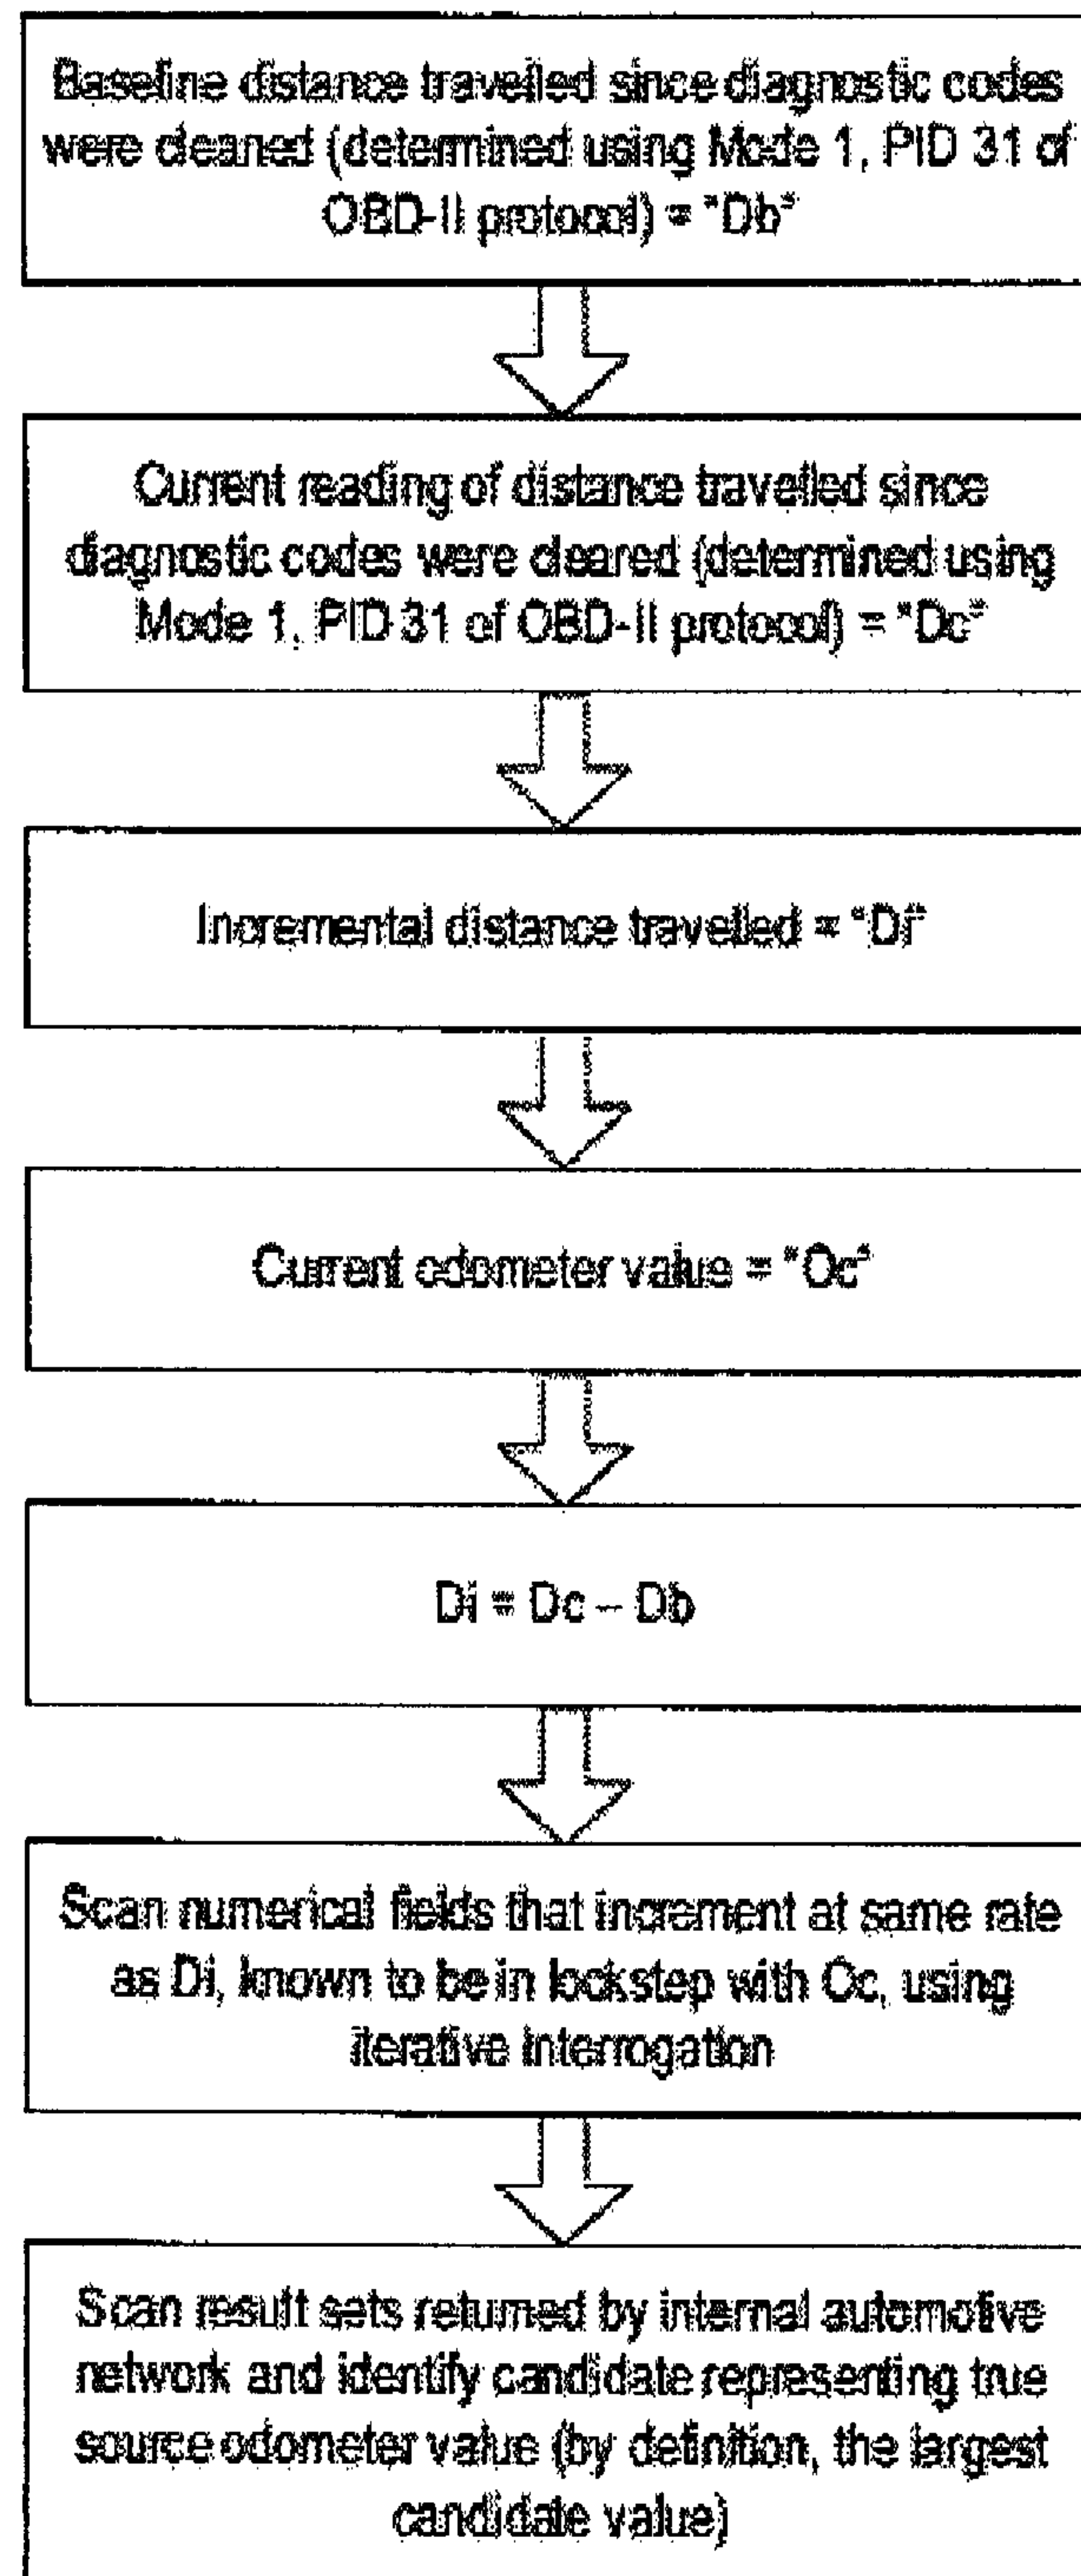 Baseline distance travelled since diagnostic codes
were cleaned (determined using Mode 1, PID 31 of
OBD-II protocol) = "Db"
Current reading of distance travelled since
diagnostic codes were cleared (determined using
Mode 1, PID 31 of OBD-II protocol) = "Dc"
Incremental distance travelled = "Di"
Current odometer value = "Oc"
Di = Dc – Db
Scan numerical fields that increment at same rate
as Di, known to be in lockstep with Oc, using
iterative interrogation
Scan result sets returned by internal automotive
network and identify candidate representing true
source odometer value (by definition, the largest
candidate value)